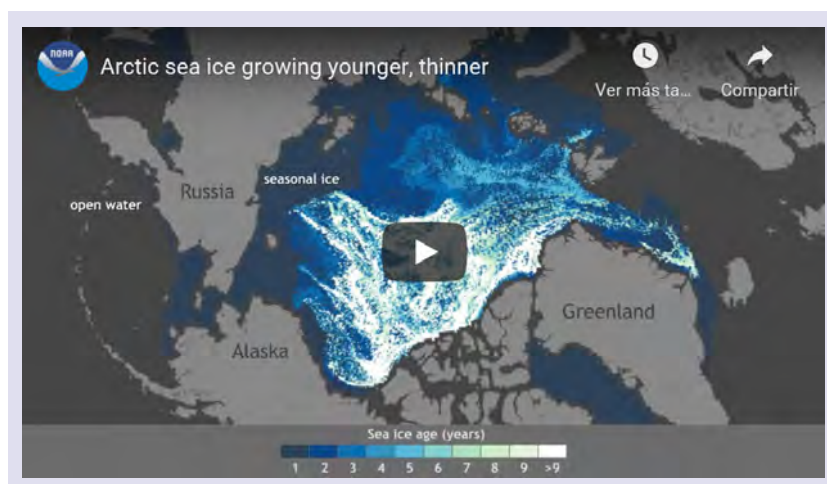 NOAA
Arctic sea ice growing younger, thinner
Ver más ta...
Compartir
seasonal ice
Russia
open water
Greenland
Alaska
Sea ice age (years)
1 2 3 4 5 6 7 8 9 >9